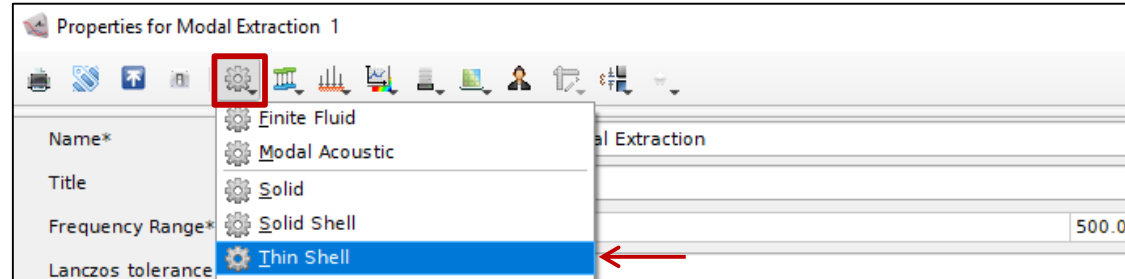 Properties for Modal Extraction 1
Finite Fluid
Name*
al Extraction
Modal Acoustic
Title
Solid
Frequency Range*
Solid Shell
500.0
Thin Shell
Lanczos tolerance